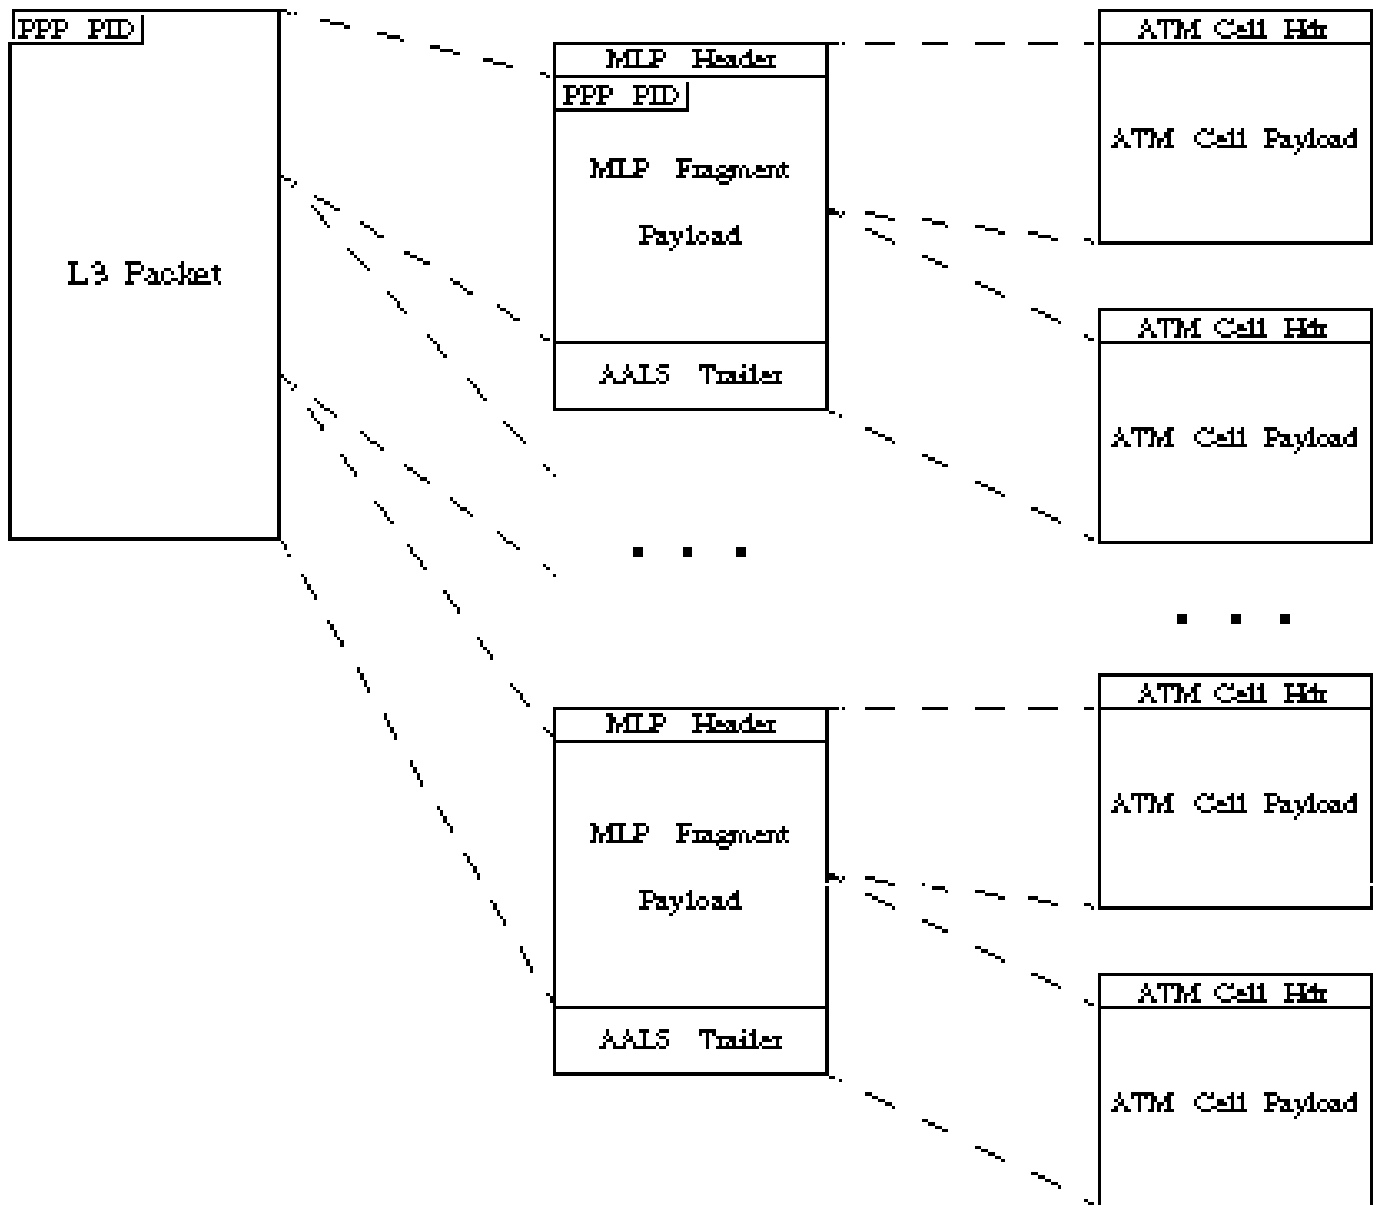 PPP PID
L3 Packet
MLP Header
PPP PID
MLP Fragment
Payload
AAL5 Trailer
. . .
MLP Header
MLP Fragment
Payload
AAL5 Trailer
ATM Cell Hdr
ATM Cell Payload
ATM Cell Hdr
ATM Cell Payload
. . .
ATM Cell Hdr
ATM Cell Payload
ATM Cell Hdr
ATM Cell Payload